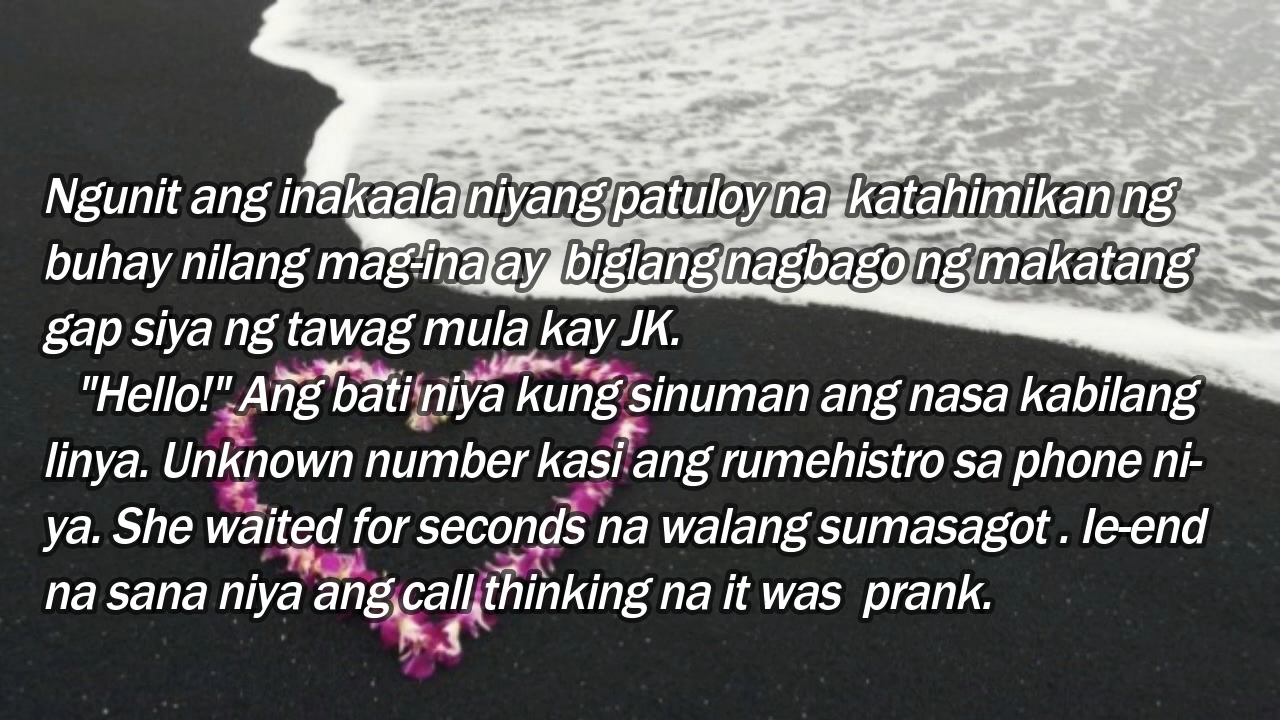 Ngunit ang inakaala niyang patuloy na  katahimikan ng
buhay nilang mag-ina ay  biglang nagbago ng makatang
gap siya ng tawag mula kay JK.
"Hello!" Ang bati niya kung sinuman ang nasa kabilang
linya. Unknown number kasi ang rumehistro sa phone ni-
ya. She waited for seconds na walang sumasagot . Ie-end
na sana niya ang call thinking na it was  prank.